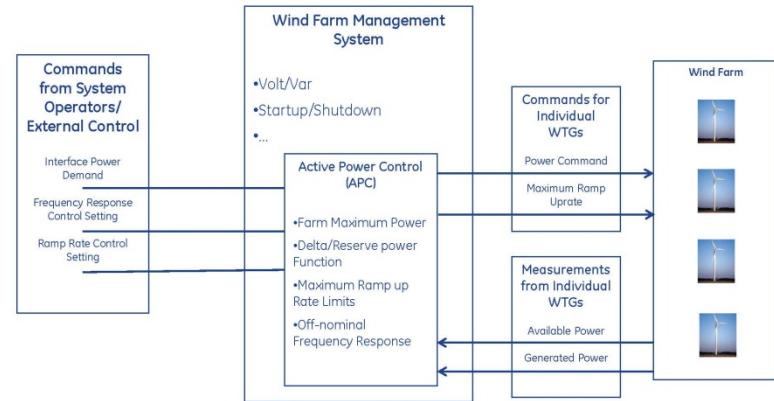 Commands
from System
Operators/
External Control
Interface Power
Demand
Frequency Response
Control Setting
Ramp Rate Control
Setting
Wind Farm Management
System
•Volt/Var
•Startup/Shutdown
•...
Active Power Control
(APC)
•Farm Maximum Power
•Delta/Reserve power
Function
•Maximum Ramp up
Rate Limits
•Off-nominal
Frequency Response
Commands for
Individual
WTGs
Power Command
Maximum Ramp
Uprate
Measurements
from Individual
WTGs
Available Power
Generated Power
Wind Farm